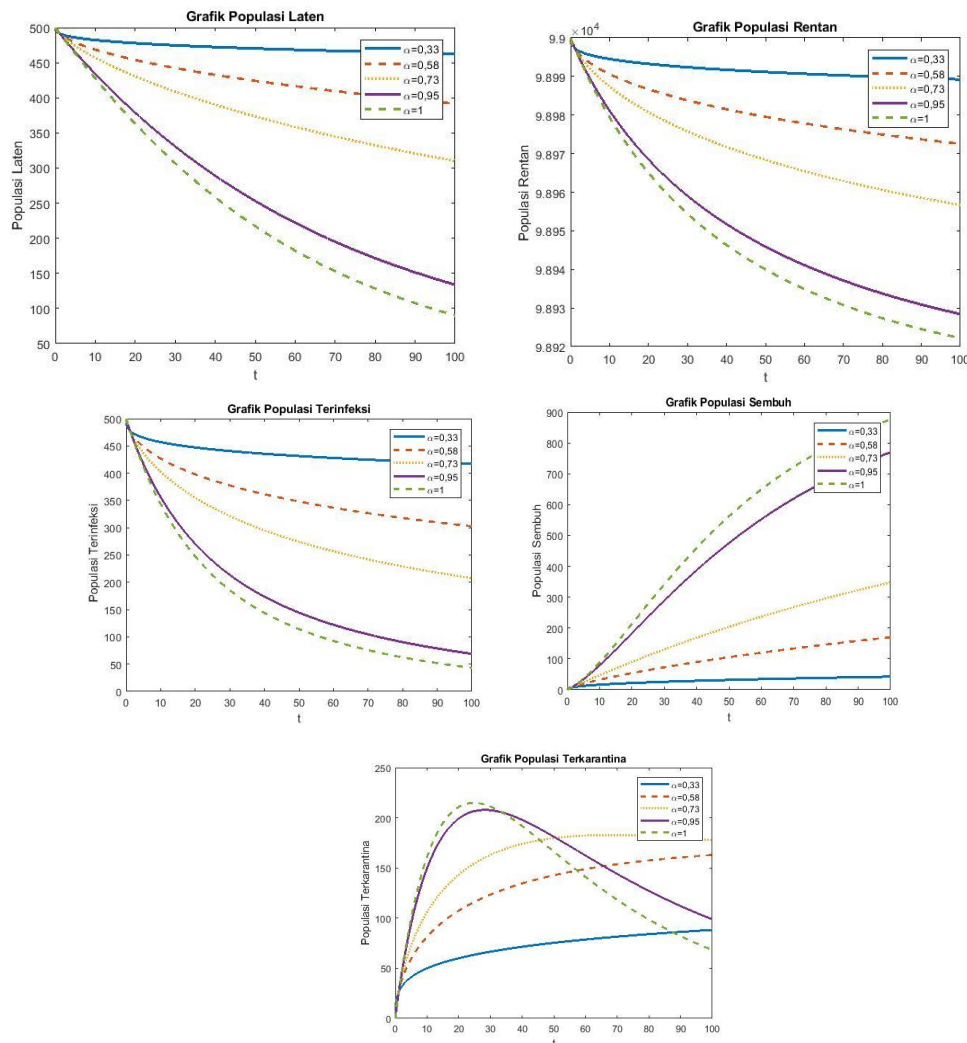 Grafik Populasi Laten
500
450
400
350
300
250
200
150
100
50
Populasi Laten
α=0,33
α=0,58
α=0,73
α=0,95
α=1
0 10 20 30 40 50 60 70 80 90 100
t
Grafik Populasi Rentan
× 10⁴
9.9
9.899
9.898
9.897
9.896
9.895
9.894
9.893
9.892
Populasi Rentan
α=0,33
α=0,58
α=0,73
α=0,95
α=1
0 10 20 30 40 50 60 70 80 90 100
t
Grafik Populasi Terinfeksi
500
450
400
350
300
250
200
150
100
50
0
Populasi Terinfeksi
α=0,33
α=0,58
α=0,73
α=0,95
α=1
0 10 20 30 40 50 60 70 80 90 100
t
Grafik Populasi Sembuh
900
800
700
600
500
400
300
200
100
0
Populasi Sembuh
α=0,33
α=0,58
α=0,73
α=0,95
α=1
0 10 20 30 40 50 60 70 80 90 100
t
Grafik Populasi Terkarantina
250
200
150
100
50
0
Populasi Terkarantina
α=0,33
α=0,58
α=0,73
α=0,95
α=1
0 10 20 30 40 50 60 70 80 90 100
t